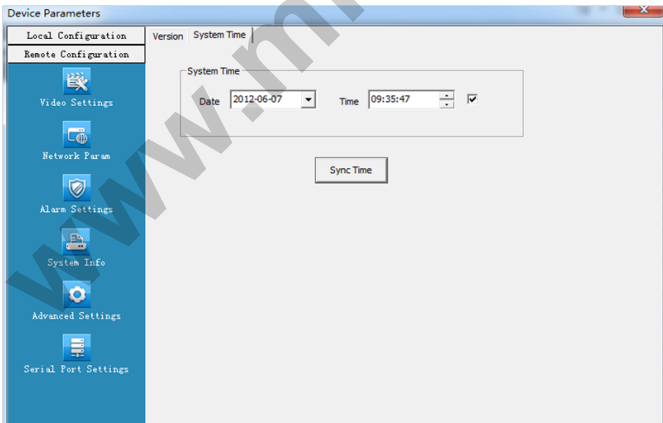 Device Parameters
Local Configuration
Remote Configuration
Video Settings
Network Param
Alarm Settings
System Info
Advanced Settings
Serial Port Settings
Version System Time
System Time
Date 2012-06-07 Time 09:35:47
Sync Time
www.m